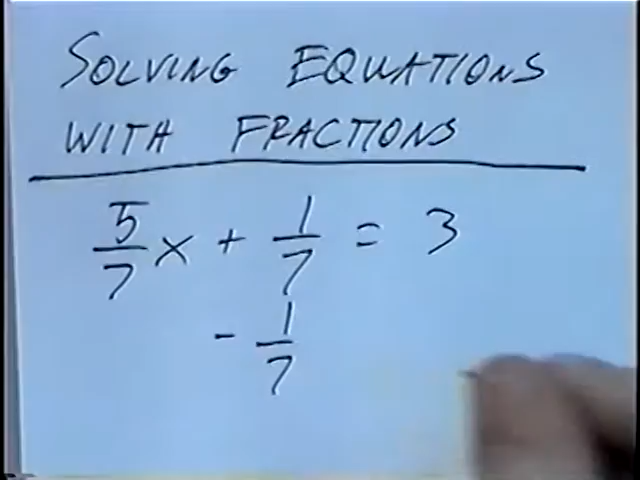 SOLVING EQUATIONS
WITH FRACTIONS
5/7 x + 1/7 = 3
- 1/7